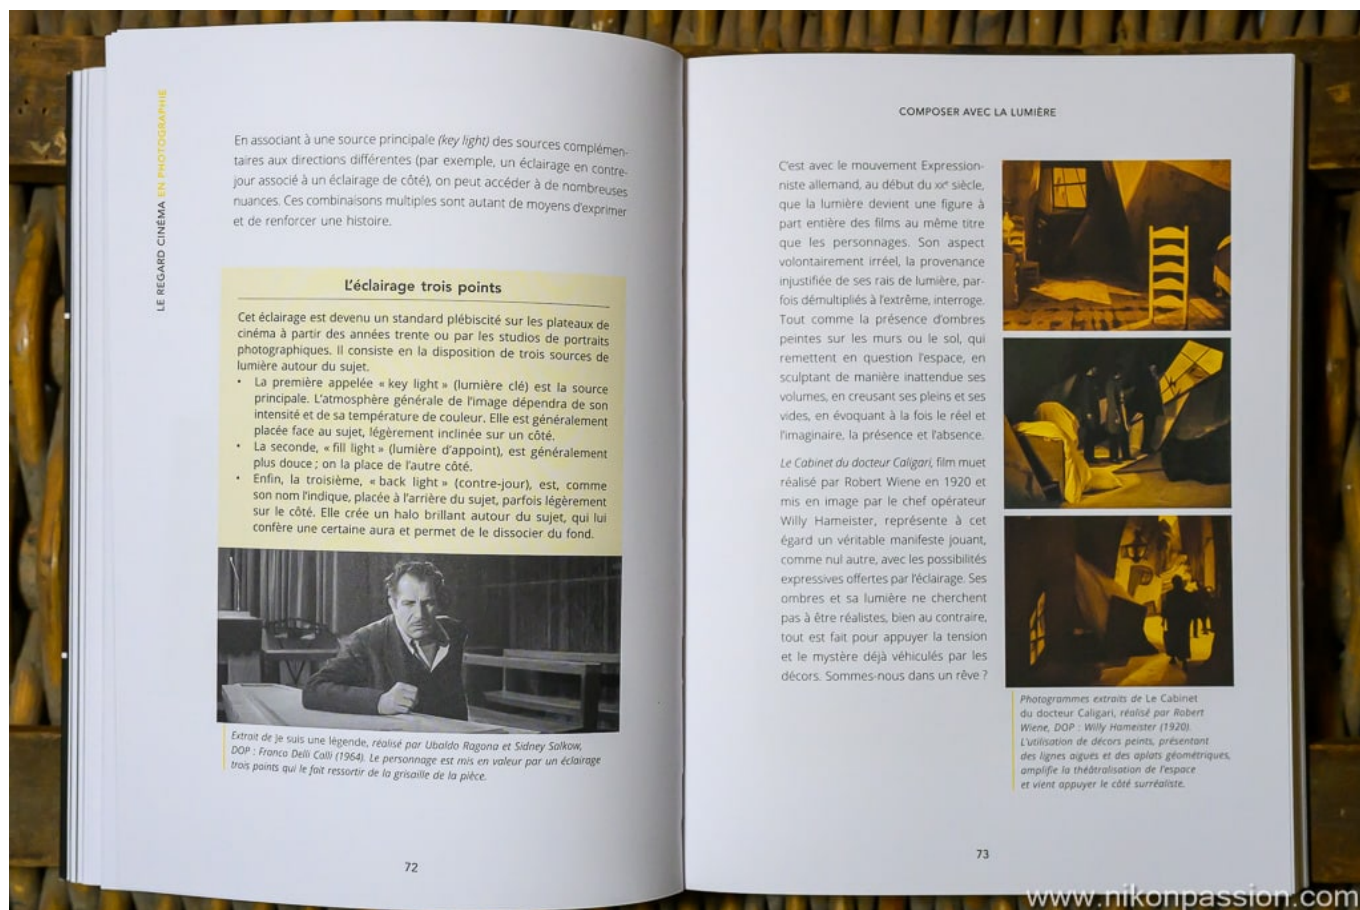 LE REGARD CINÉMA EN PHOTOGRAPHIE
En associant à une source principale (key light) des sources complémen-
taires aux directions différentes (par exemple, un éclairage en contre-
jour associé à un éclairage de côté), on peut accéder à de nombreuses
nuances. Ces combinaisons multiples sont autant de moyens d'exprimer
et de renforcer une histoire.
L'éclairage trois points
Cet éclairage est devenu un standard plébiscité sur les plateaux de
cinéma à partir des années trente ou par les studios de portraits
photographiques. Il consiste en la disposition de trois sources de
lumière autour du sujet.
• La première appelée « key light » (lumière clé) est la source
principale. L'atmosphère générale de l'image dépendra de son
intensité et de sa température de couleur. Elle est généralement
placée face au sujet, légèrement inclinée sur un côté.
• La seconde, « fill light » (lumière d'appoint), est généralement
plus douce ; on la place de l'autre côté.
• Enfin, la troisième, « back light » (contre-jour), est, comme
son nom l'indique, placée à l'arrière du sujet, parfois légèrement
sur le côté. Elle crée un halo brillant autour du sujet, qui lui
confère une certaine aura et permet de le dissocier du fond.
Extrait de Je suis une légende, réalisé par Ubaldo Ragona et Sidney Salkow,
DOP : Franco Delli Colli (1964). Le personnage est mis en valeur par un éclairage
trois points qui le fait ressortir de la grisaille de la pièce.
72
COMPOSER AVEC LA LUMIÈRE
C'est avec le mouvement Expression-
niste allemand, au début du XXe siècle,
que la lumière devient une figure à
part entière des films au même titre
que les personnages. Son aspect
volontairement irréel, la provenance
injustifiée de ses rais de lumière, par-
fois démultipliés à l'extrême, interroge.
Tout comme la présence d'ombres
peintes sur les murs ou le sol, qui
remettent en question l'espace, en
sculptant de manière inattendue ses
volumes, en creusant ses pleins et ses
vides, en évoquant à la fois le réel et
l'imaginaire, la présence et l'absence.
Le Cabinet du docteur Caligari, film muet
réalisé par Robert Wiene en 1920 et
mis en image par le chef opérateur
Willy Hameister, représente à cet
égard un véritable manifeste jouant,
comme nul autre, avec les possibilités
expressives offertes par l'éclairage. Ses
ombres et sa lumière ne cherchent
pas à être réalistes, bien au contraire,
tout est fait pour appuyer la tension
et le mystère déjà véhiculés par les
décors. Sommes-nous dans un rêve ?
Photogrammes extraits de Le Cabinet
du docteur Caligari, réalisé par Robert
Wiene, DOP : Willy Hameister (1920).
L'utilisation de décors peints, présentant
des lignes aiguës et des aplats géométriques,
amplifie la théâtralisation de l'espace
et vient appuyer le côté surréaliste.
73
www.nikonpassion.com